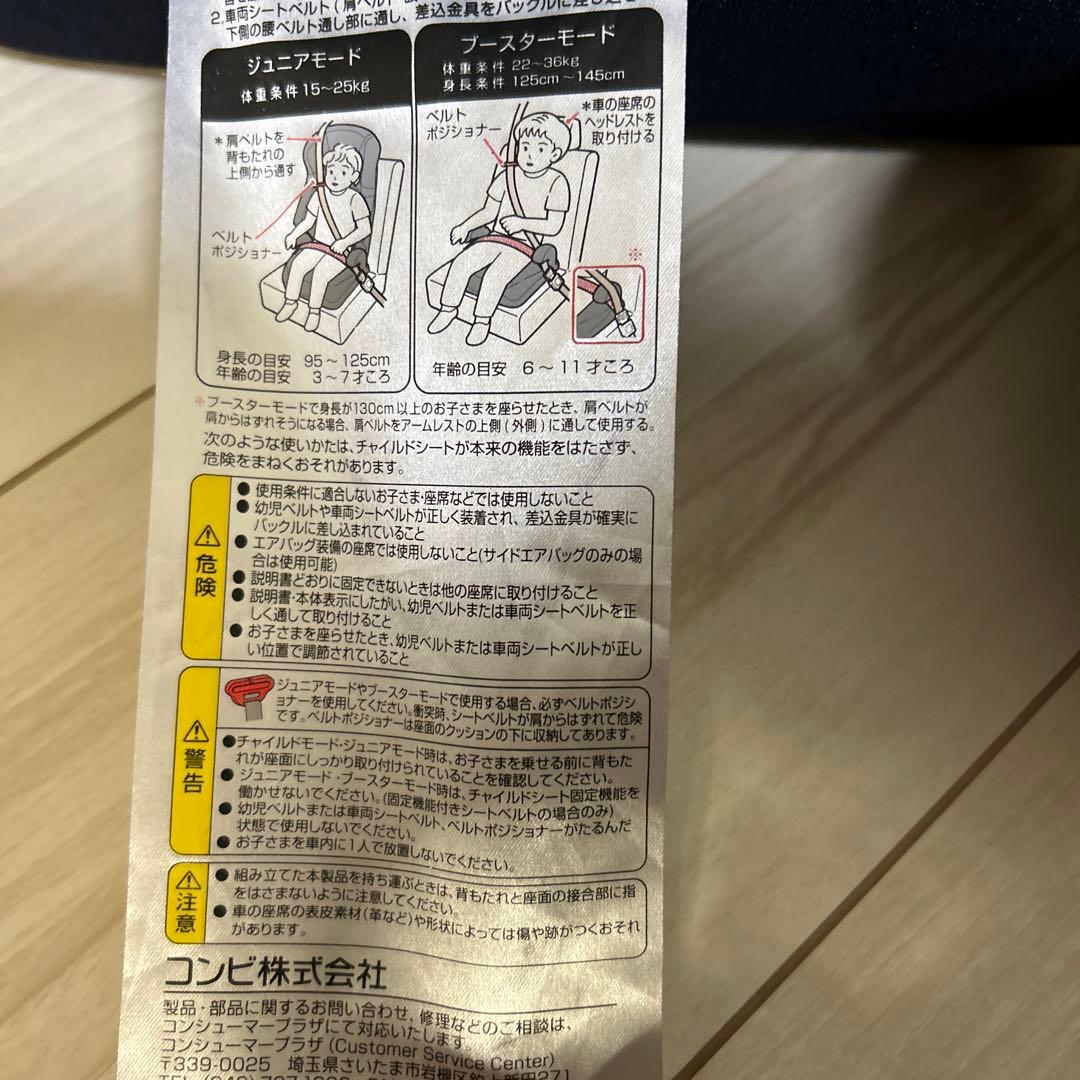 2.車両シートベルト(肩ベルト
下側の腰ベルト通し部に通し、差込金具をバックルに差し込む
ジュニアモード
体重条件 15〜25kg
*肩ベルトを
背もたれの
上側から通す
ベルト
ポジショナー
身長の目安 95〜125cm
年齢の目安 3〜7才ころ
ブースターモード
体重条件 22〜36kg
身長条件 125cm〜145cm
ベルト
ポジショナー
*車の座席の
ヘッドレストを
取り付ける
※
年齢の目安 6〜11才ころ
※ブースターモードで身長が130cm以上のお子さまを座らせたとき、肩ベルトが
肩からはずれそうになる場合、肩ベルトをアームレストの上側(外側)に通して使用する。
次のような使いかたは、チャイルドシートが本来の機能をはたさず、
危険をまねくおそれがあります。
危険
●使用条件に適合しないお子さま・座席などでは使用しないこと
●幼児ベルトや車両シートベルトが正しく装着され、差込金具が確実に
バックルに差し込まれていること
●エアバッグ装備の座席では使用しないこと(サイドエアバッグのみの場
合は使用可能)
●説明書どおりに固定できないときは他の座席に取り付けること
●説明書・本体表示にしたがい、幼児ベルトまたは車両シートベルトを正
しく通して取り付けること
●お子さまを座らせたとき、幼児ベルトまたは車両シートベルトが正し
い位置で調節されていること
警告
ジュニアモードやブースターモードで使用する場合、必ずベルトポジシ
ョナーを使用してください。衝突時、シートベルトが肩からはずれて危険
です。ベルトポジショナーは座面のクッションの下に収納してあります。
●チャイルドモード・ジュニアモード時は、お子さまを乗せる前に背もた
れが座面にしっかり取り付けられていることを確認してください。
●ジュニアモード・ブースターモード時は、チャイルドシート固定機能を
働かせないでください。(固定機能付きシートベルトの場合のみ)
●幼児ベルトまたは車両シートベルト、ベルトポジショナーがたるんだ
状態で使用しないでください。
●お子さまを車内に1人で放置しないでください。
注意
●組み立てた本製品を持ち運ぶときは、背もたれと座面の接合部に指
をはさまないように注意してください。
●車の座席の表皮素材(革など)や形状によっては傷や跡がつくおそれ
があります。
コンビ株式会社
製品・部品に関するお問い合わせ、修理などのご相談は、
コンシューマープラザにて対応いたします。
コンシューマープラザ(Customer Service Center)
〒339-0025 埼玉県さいたま市岩槻区釣上新田271